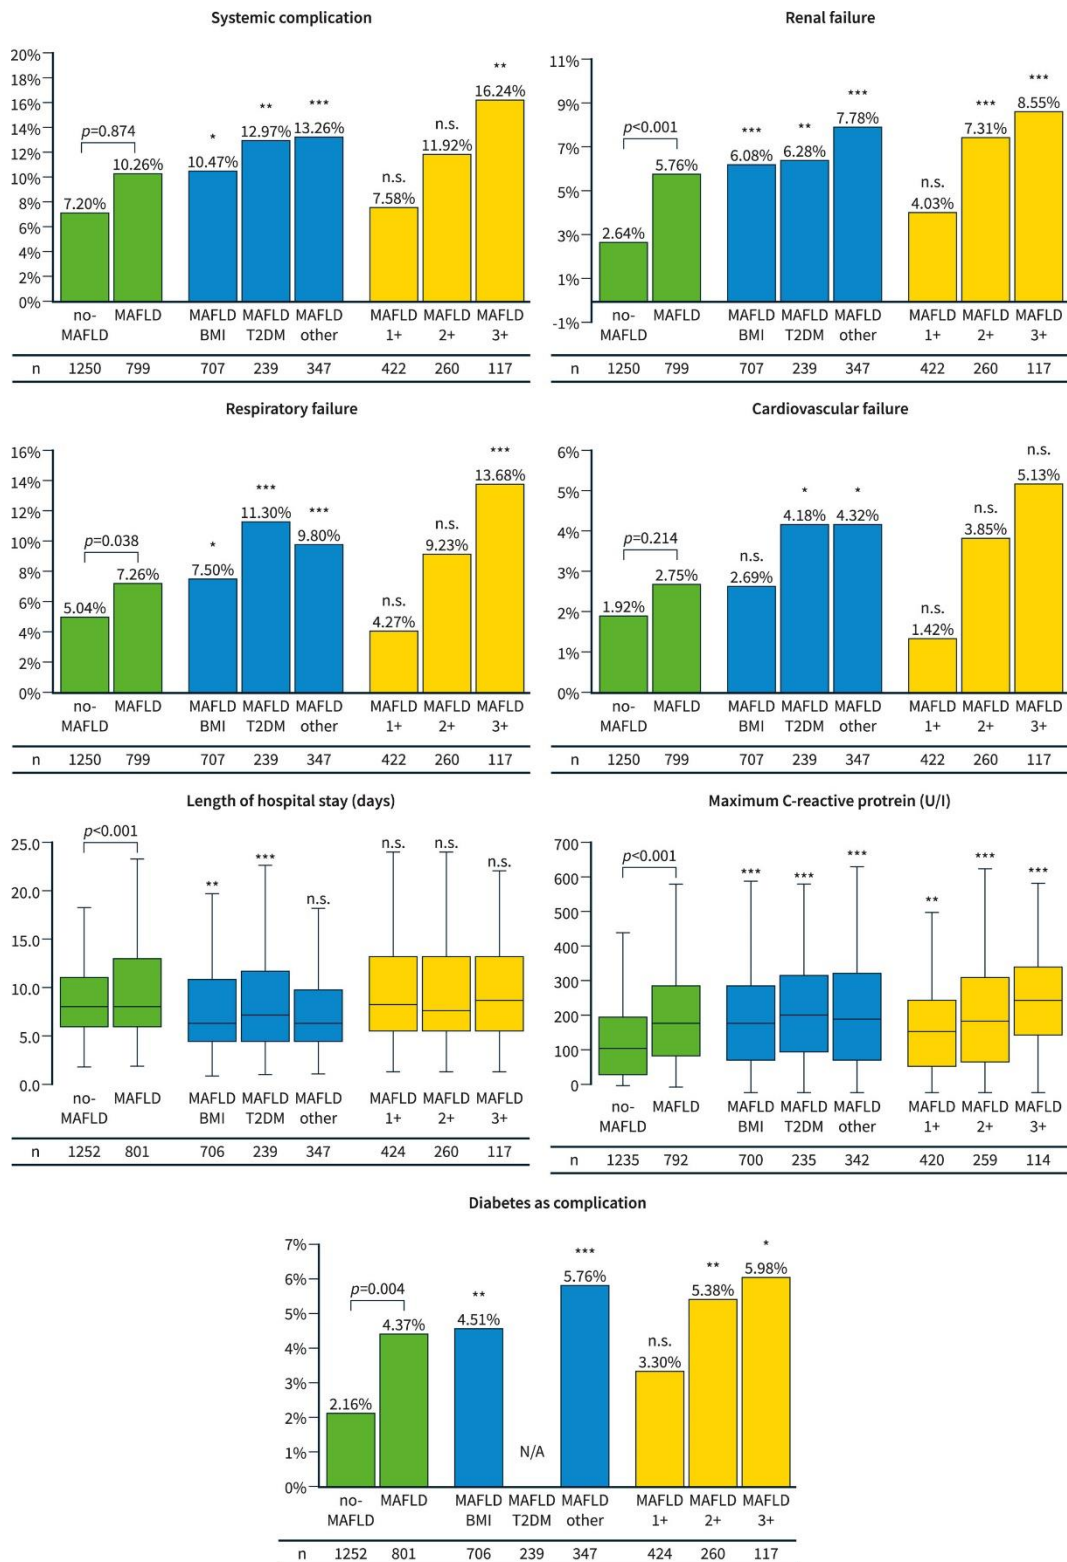 Systemic complication
20%
18%
16%
14%
12%
10%
8%
6%
4%
2%
0%
p=0.874
7.20%
10.26%
*
10.47%
**
12.97%
***
13.26%
n.s.
7.58%
n.s.
11.92%
**
16.24%
no-MAFLD MAFLD MAFLD BMI MAFLD T2DM MAFLD other MAFLD 1+ MAFLD 2+ MAFLD 3+
n 1250 799 707 239 347 422 260 117
Renal failure
11%
9%
7%
5%
3%
1%
-1%
p<0.001
2.64%
5.76%
***
6.08%
**
6.28%
***
7.78%
n.s.
4.03%
***
7.31%
***
8.55%
no-MAFLD MAFLD MAFLD BMI MAFLD T2DM MAFLD other MAFLD 1+ MAFLD 2+ MAFLD 3+
n 1250 799 707 239 347 422 260 117
Respiratory failure
16%
14%
12%
10%
8%
6%
4%
2%
0%
p=0.038
5.04%
7.26%
*
7.50%
***
11.30%
***
9.80%
n.s.
4.27%
n.s.
9.23%
***
13.68%
no-MAFLD MAFLD MAFLD BMI MAFLD T2DM MAFLD other MAFLD 1+ MAFLD 2+ MAFLD 3+
n 1250 799 707 239 347 422 260 117
Cardiovascular failure
6%
5%
4%
3%
2%
1%
0%
p=0.214
1.92%
2.75%
n.s.
2.69%
*
4.18%
*
4.32%
n.s.
1.42%
n.s.
3.85%
n.s.
5.13%
no-MAFLD MAFLD MAFLD BMI MAFLD T2DM MAFLD other MAFLD 1+ MAFLD 2+ MAFLD 3+
n 1250 799 707 239 347 422 260 117
Length of hospital stay (days)
25.0
20.0
15.0
10.0
5.0
0.0
p<0.001
**
***
n.s.
n.s.
n.s.
n.s.
no-MAFLD MAFLD MAFLD BMI MAFLD T2DM MAFLD other MAFLD 1+ MAFLD 2+ MAFLD 3+
n 1252 801 706 239 347 424 260 117
Maximum C-reactive protrein (U/I)
700
600
500
400
300
200
100
0
p<0.001
***
***
***
**
***
***
no-MAFLD MAFLD MAFLD BMI MAFLD T2DM MAFLD other MAFLD 1+ MAFLD 2+ MAFLD 3+
n 1235 792 700 235 342 420 259 114
Diabetes as complication
7%
6%
5%
4%
3%
2%
1%
0%
p=0.004
2.16%
4.37%
**
4.51%
N/A
***
5.76%
n.s.
3.30%
**
5.38%
*
5.98%
no-MAFLD MAFLD MAFLD BMI MAFLD T2DM MAFLD other MAFLD 1+ MAFLD 2+ MAFLD 3+
n 1252 801 706 239 347 424 260 117